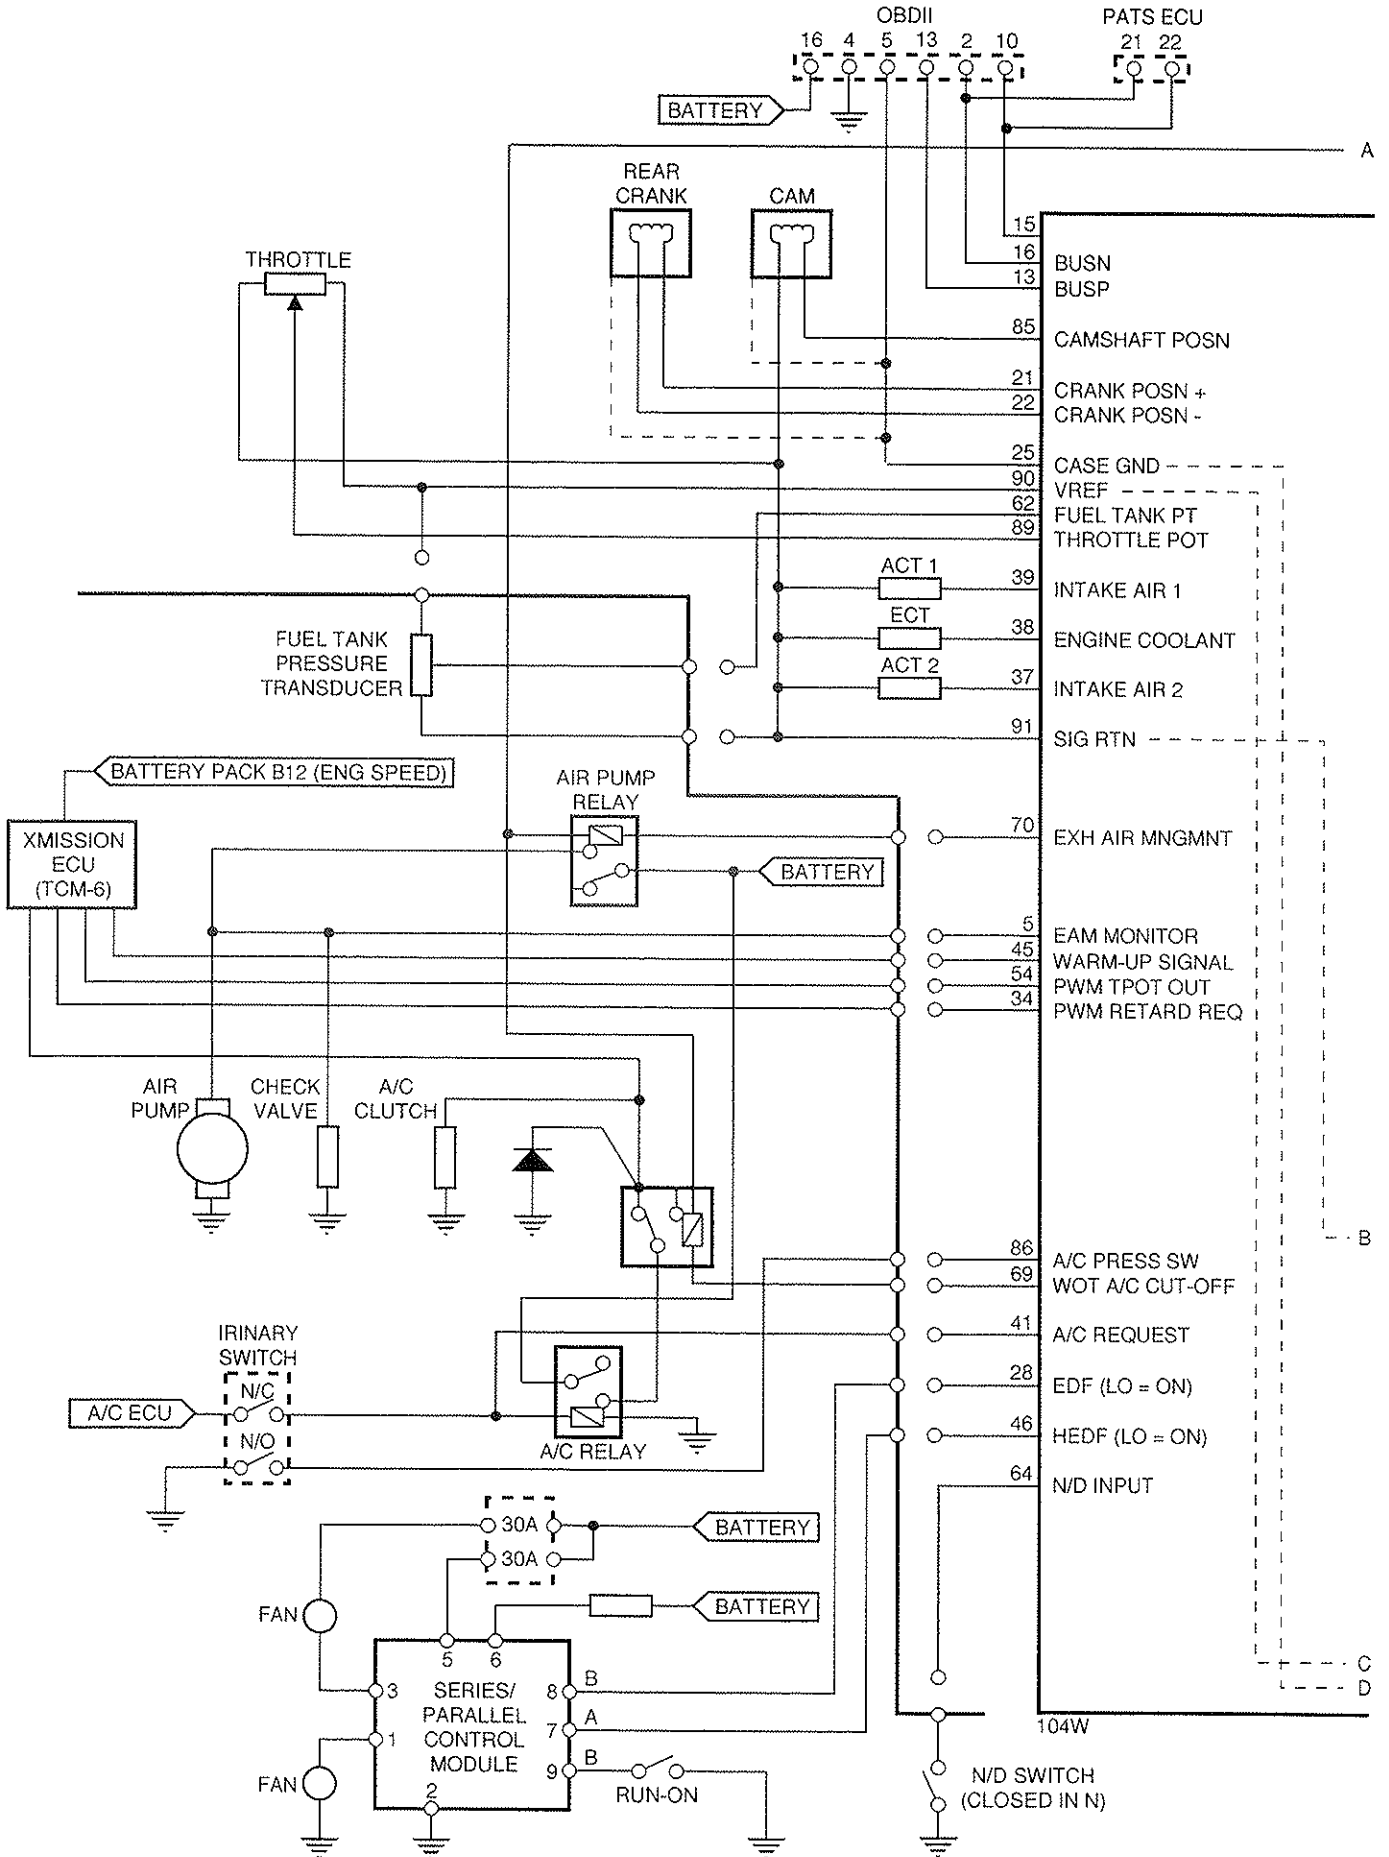 OBDII
PATS ECU
16 4 5 13 2 10
21 22
BATTERY
A
REAR
CRANK
CAM
THROTTLE
15
16 BUSN
13 BUSP
85 CAMSHAFT POSN
21 CRANK POSN +
22 CRANK POSN -
25 CASE GND
90 VREF
62 FUEL TANK PT
89 THROTTLE POT
ACT 1
39 INTAKE AIR 1
ECT
38 ENGINE COOLANT
ACT 2
37 INTAKE AIR 2
FUEL TANK
PRESSURE
TRANSDUCER
91 SIG RTN
BATTERY PACK B12 (ENG SPEED)
AIR PUMP
RELAY
XMISSION
ECU
(TCM-6)
70 EXH AIR MNGMNT
BATTERY
5 EAM MONITOR
45 WARM-UP SIGNAL
54 PWM TPOT OUT
34 PWM RETARD REQ
AIR
PUMP
CHECK
VALVE
A/C
CLUTCH
B
86 A/C PRESS SW
69 WOT A/C CUT-OFF
41 A/C REQUEST
28 EDF (LO = ON)
46 HEDF (LO = ON)
64 N/D INPUT
IRINARY
SWITCH
N/C
A/C ECU
N/O
A/C RELAY
30A
BATTERY
30A
BATTERY
FAN
5 6
3
SERIES/
PARALLEL
CONTROL
MODULE
8 B
7 A
9 B
1
2
FAN
RUN-ON
C
D
104W
N/D SWITCH
(CLOSED IN N)